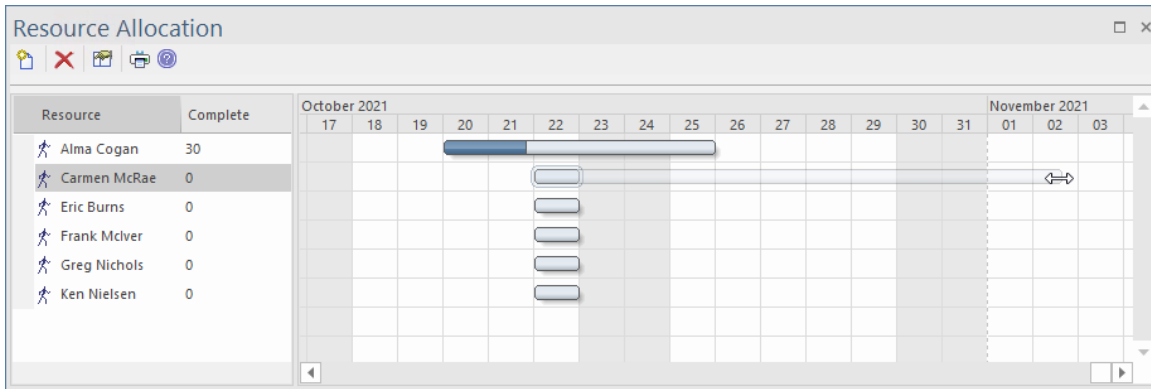 Resource Allocation
Resource Complete October 2021 November 2021
17 18 19 20 21 22 23 24 25 26 27 28 29 30 31 01 02 03
Alma Cogan 30
Carmen McRae 0
Eric Burns 0
Frank McIver 0
Greg Nichols 0
Ken Nielsen 0